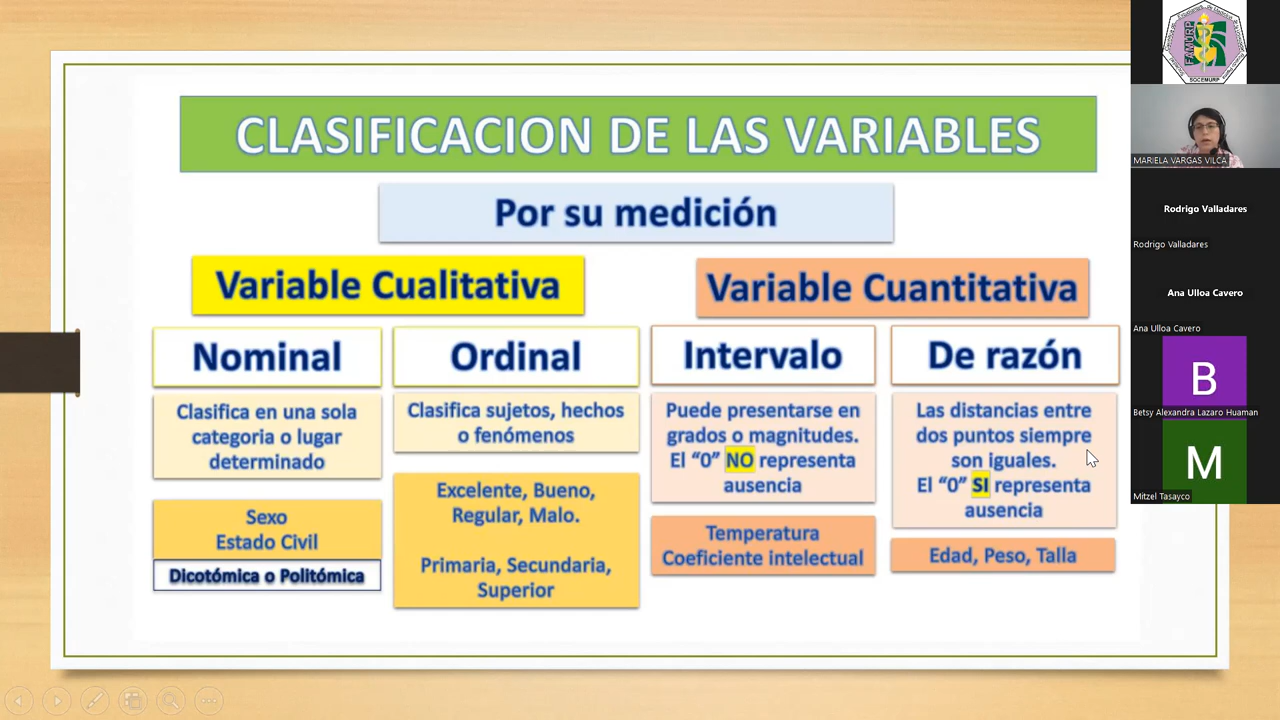 CLASIFICACION DE LAS VARIABLES
Por su medición
Variable Cualitativa
Variable Cuantitativa
Nominal
Ordinal
Intervalo
De razón
Clasifica en una sola
categoria o lugar
determinado
Clasifica sujetos, hechos
o fenómenos
Puede presentarse en
grados o magnitudes.
El “0” NO representa
ausencia
Las distancias entre
dos puntos siempre
son iguales.
El “0” SI representa
ausencia
Sexo
Estado Civil
Dicotómica o Politómica
Excelente, Bueno,
Regular, Malo.
Primaria, Secundaria,
Superior
Temperatura
Coeficiente intelectual
Edad, Peso, Talla
FAMURP
SOCEMURP
MARIELA VARGAS VILCA
Rodrigo Valladares
Rodrigo Valladares
Ana Ulloa Cavero
Ana Ulloa Cavero
B
Betsy Alexandra Lazaro Huaman
M
Mitzel Tasayco